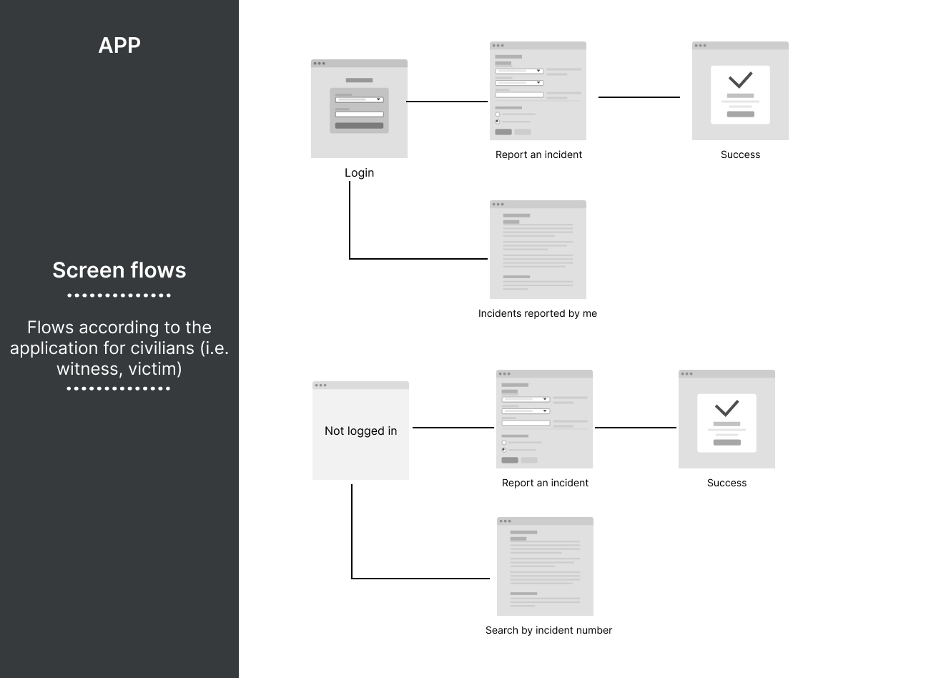 APP
Screen flows
Flows according to the
application for civilians (i.e.
witness, victim)
Login
Report an incident
Success
Incidents reported by me
Not logged in
Report an incident
Success
Search by incident number